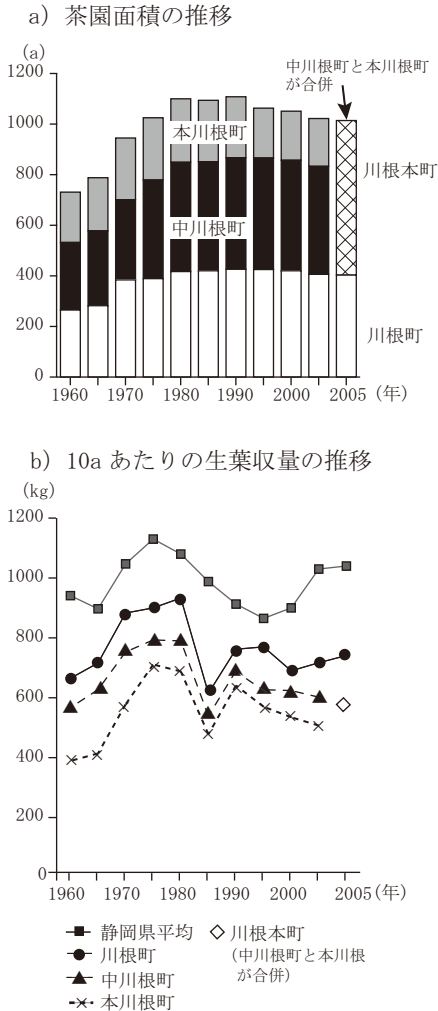 a）茶園面積の推移
(a)
中川根町と本川根町
が合併
1200
1000
800
600
400
200
0
本川根町
中川根町
川根本町
川根町
1960 1970 1980 1990 2000 2005（年）
b）10a あたりの生葉収量の推移
(kg)
1200
1000
800
600
400
200
0
1960 1970 1980 1990 2000 2005（年）
静岡県平均 川根本町
川根町 （中川根町と本川根
中川根町 が合併）
本川根町